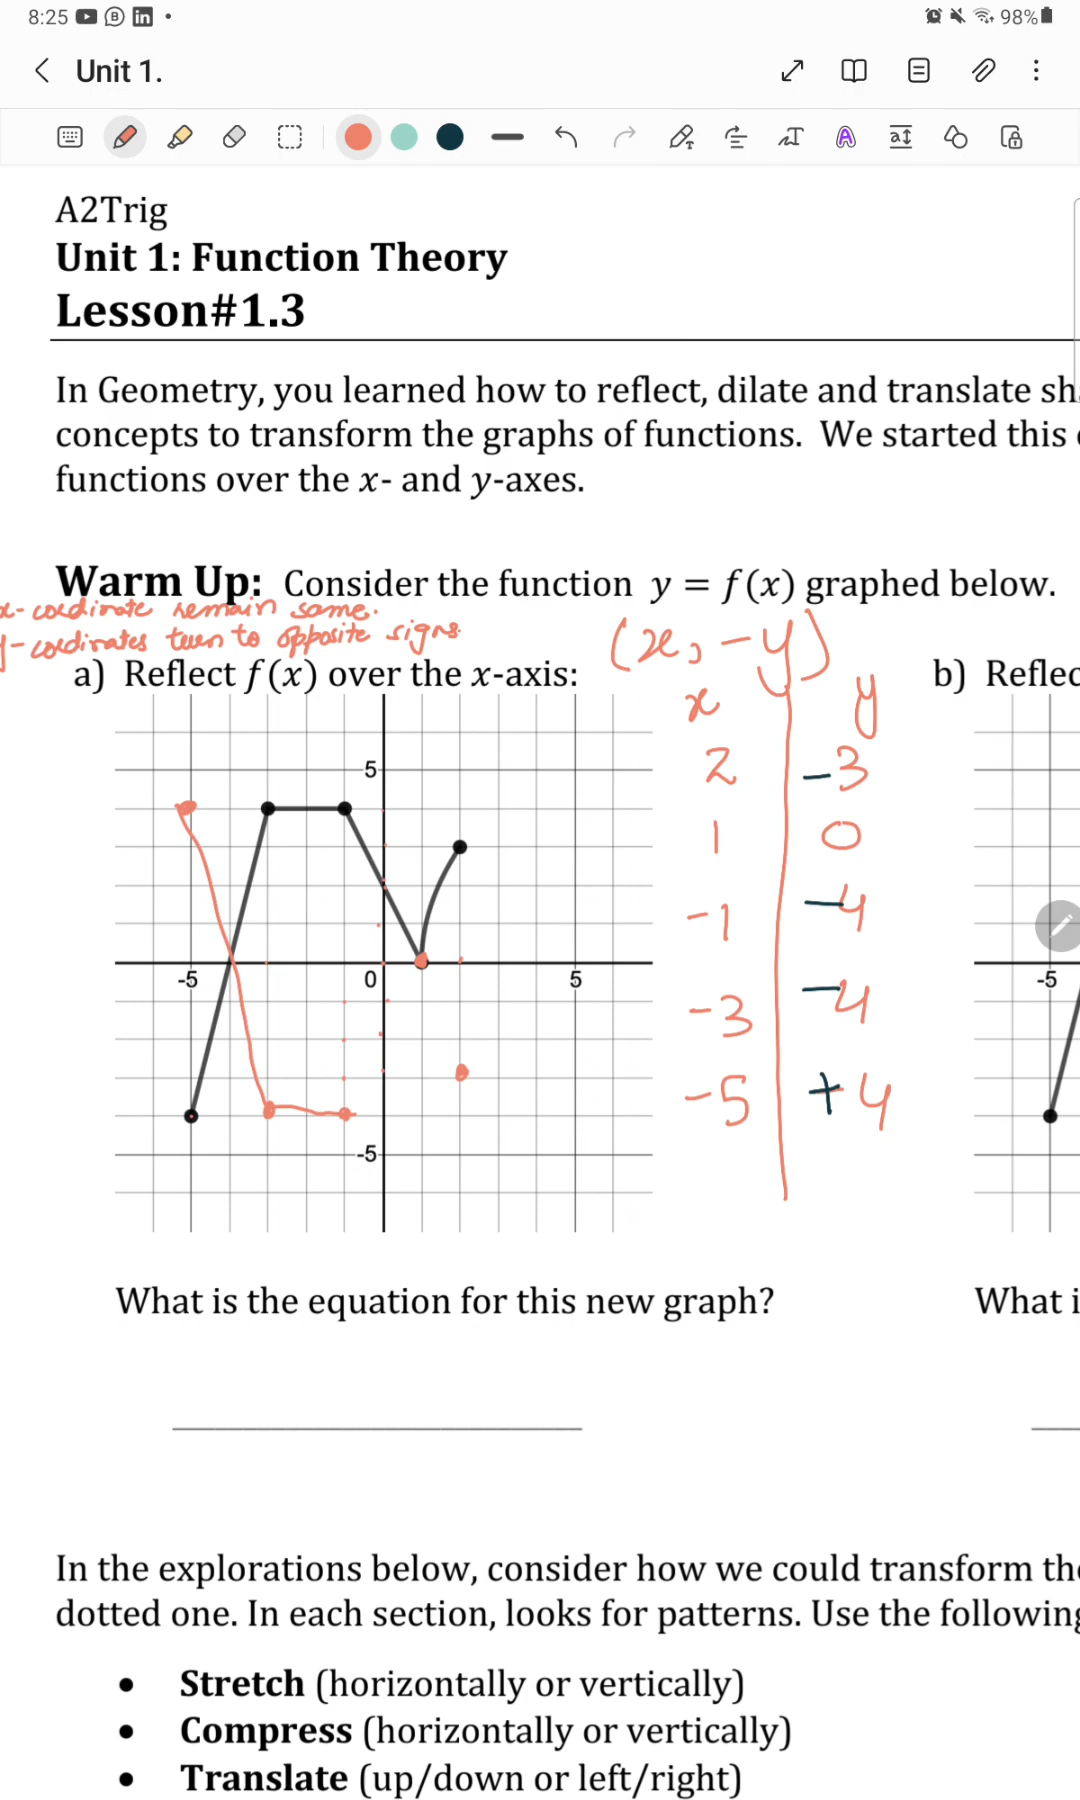 8:25
98%
Unit 1.
A2Trig
Unit 1: Function Theory
Lesson#1.3
In Geometry, you learned how to reflect, dilate and translate sh
concepts to transform the graphs of functions. We started this
functions over the x- and y-axes.
Warm Up: Consider the function y = f(x) graphed below.
x-cordinate remain same.
y-cordinates turn to opposite signs.
(x, -y)
a) Reflect f(x) over the x-axis:
b) Reflec
x y
2 -3
1 0
-1 -4
-3 -4
-5 +4
5
-5 0 5
-5
-5
What is the equation for this new graph?
What i
In the explorations below, consider how we could transform the
dotted one. In each section, looks for patterns. Use the following
• Stretch (horizontally or vertically)
• Compress (horizontally or vertically)
• Translate (up/down or left/right)